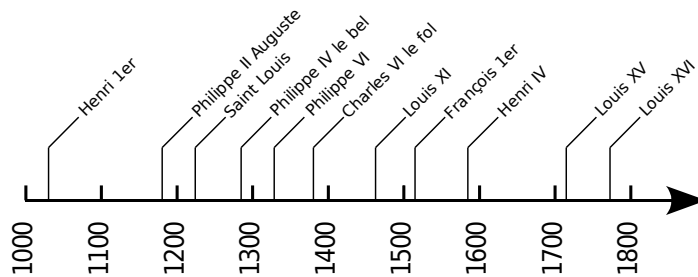 Henri 1er
Philippe II Auguste
Saint Louis
Philippe IV le bel
Philippe VI
Charles VI le fol
Louis XI
François 1er
Henri IV
Louis XV
Louis XVI
1000
1100
1200
1300
1400
1500
1600
1700
1800